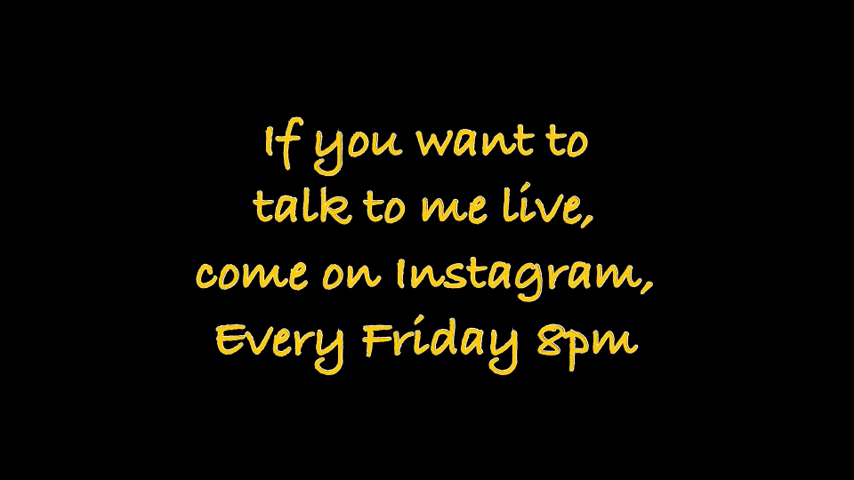 If you want to
talk to me live,
come on Instagram,
Every Friday 8pm